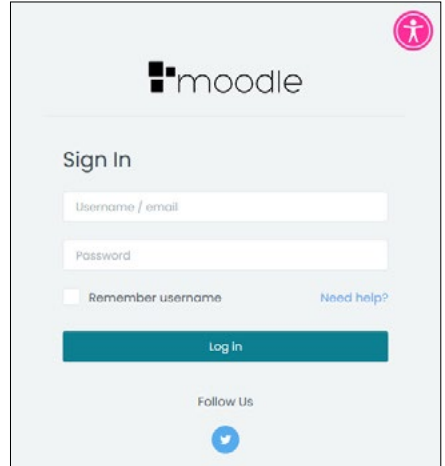 moodle
Sign In
Username / email
Password
Remember username Need help?
Log in
Follow Us